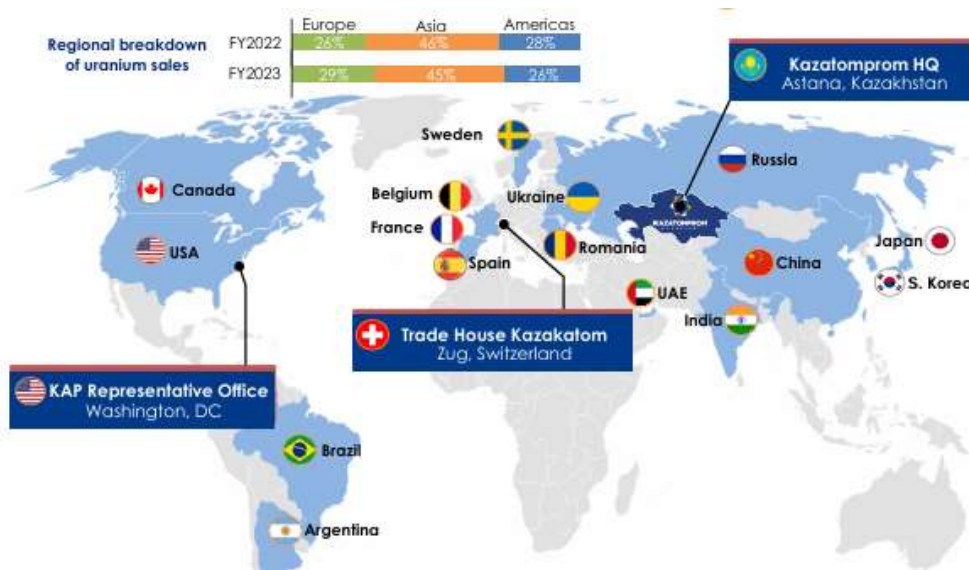 Europe Asia Americas
Regional breakdown
of uranium sales
FY2022 26% 46% 28%
FY2023 29% 45% 26%
Kazatomprom HQ
Astana, Kazakhstan
Sweden
Russia
Canada
Belgium
Ukraine
KAZATOMPROM
France
USA
Spain
Romania
China
Japan
S. Korea
UAE
India
Trade House Kazakatom
Zug, Switzerland
KAP Representative Office
Washington, DC
Brazil
Argentina